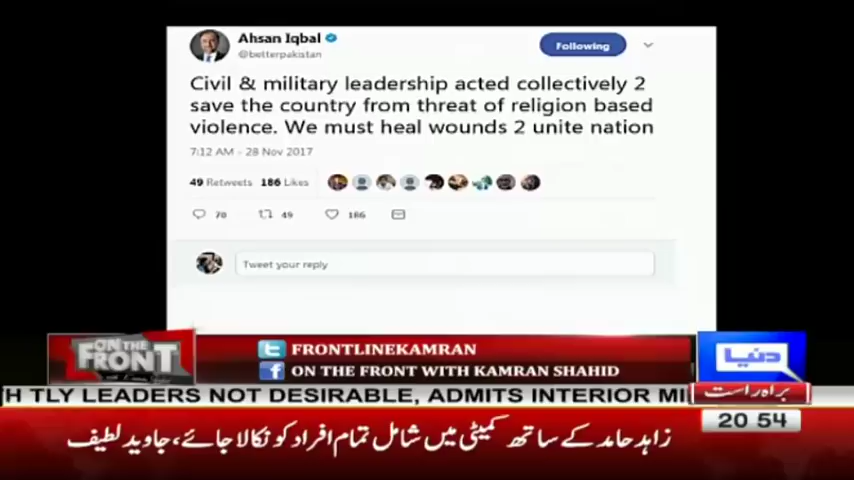 Ahsan Iqbal
@betterpakistan
Following
Civil & military leadership acted collectively 2
save the country from threat of religion based
violence. We must heal wounds 2 unite nation
7:12 AM - 28 Nov 2017
49 Retweets 186 Likes
70 49 186
Tweet your reply
ON THE
FRONT
FRONTLINEKAMRAN
ON THE FRONT WITH KAMRAN SHAHID
دنیا
براہ راست
H TLY LEADERS NOT DESIRABLE, ADMITS INTERIOR MI
20 54
زاہد حامد کے ساتھ کمیٹی میں شامل تمام افراد کو نکالا جائے، جاوید لطیف